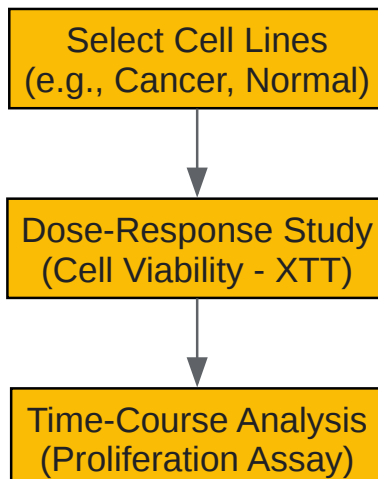 Select Cell Lines
(e.g., Cancer, Normal)
Dose-Response Study
(Cell Viability - XTT)
Time-Course Analysis
(Proliferation Assay)